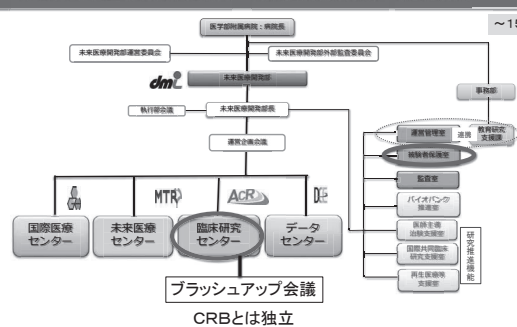 医学部附属病院:病院長
～15
未来医療開発部運営委員会
未来医療開発部外部監査委員会
dmi
未来医療開発部
事務部
執行部会議
未来医療開発部長
運営企画会議
運営管理室
連携
教育研究
支援課
被験者保護室
監査室
バイオバンク
推進室
医師主導
治験支援室
国際共同臨床
研究支援室
再生医療等
支援室
研究推進機能
MTR
ACR
国際医療
センター
未来医療
センター
臨床研究
センター
データ
センター
ブラッシュアップ会議
CRBとは独立